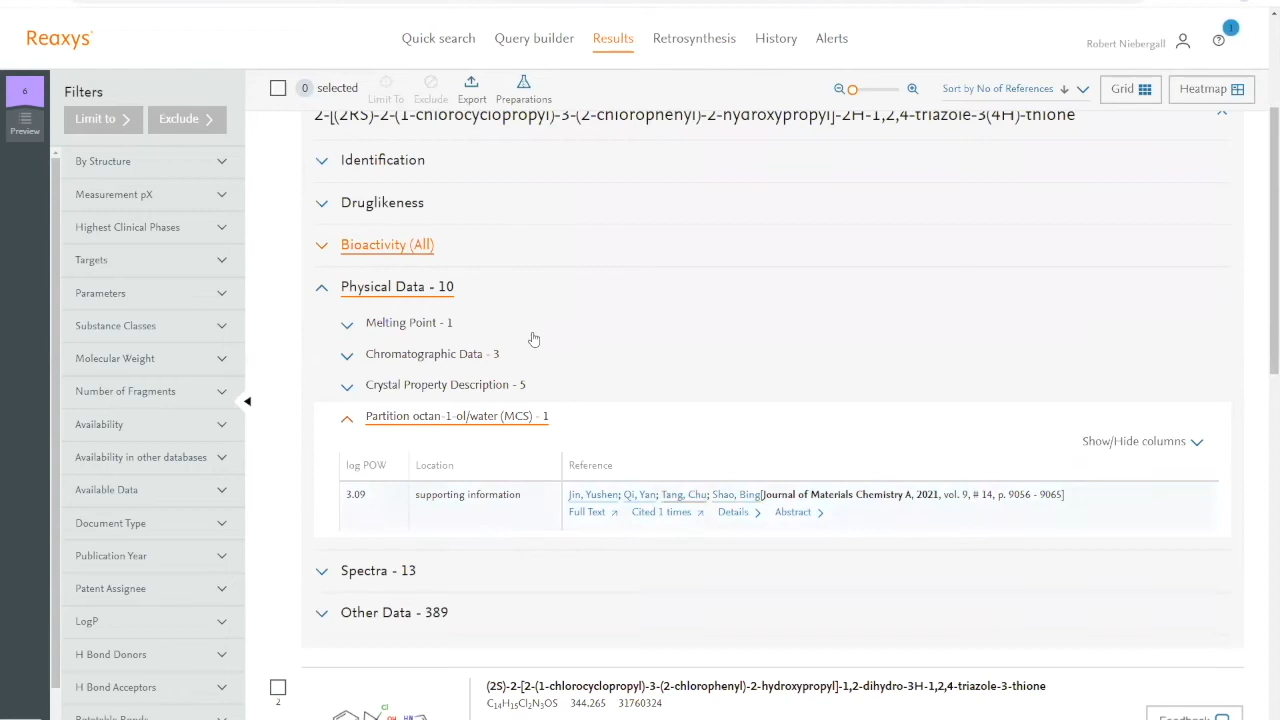 Reaxys
Quick search
Query builder
Results
Retrosynthesis
History
Alerts
Robert Niebergall
1
6
Preview
Filters
Limit to
Exclude
0 selected
Limit To
Exclude
Export
Preparations
Sort by No of References
Grid
Heatmap
By Structure
Measurement pX
Highest Clinical Phases
Targets
Parameters
Substance Classes
Molecular Weight
Number of Fragments
Availability
Availability in other databases
Available Data
Document Type
Publication Year
Patent Assignee
LogP
H Bond Donors
H Bond Acceptors
2-[(2RS)-2-(1-chlorocyclopropyl)-3-(2-chlorophenyl)-2-hydroxypropyl]-2H-1,2,4-triazole-3(4H)-thione
Identification
Druglikeness
Bioactivity (All)
Physical Data - 10
Melting Point - 1
Chromatographic Data - 3
Crystal Property Description - 5
Partition octan-1-ol/water (MCS) - 1
Show/Hide columns
log POW
Location
Reference
3.09
supporting information
Jin, Yushen; Qi, Yan; Tang, Chu; Shao, Bing[Journal of Materials Chemistry A, 2021, vol. 9, # 14, p. 9056 - 9065]
Full Text
Cited 1 times
Details
Abstract
Spectra - 13
Other Data - 389
2
(2S)-2-[2-(1-chlorocyclopropyl)-3-(2-chlorophenyl)-2-hydroxypropyl]-1,2-dihydro-3H-1,2,4-triazole-3-thione
C14H15Cl2N3OS 344.265 31760324
Cl
OH
Feedback